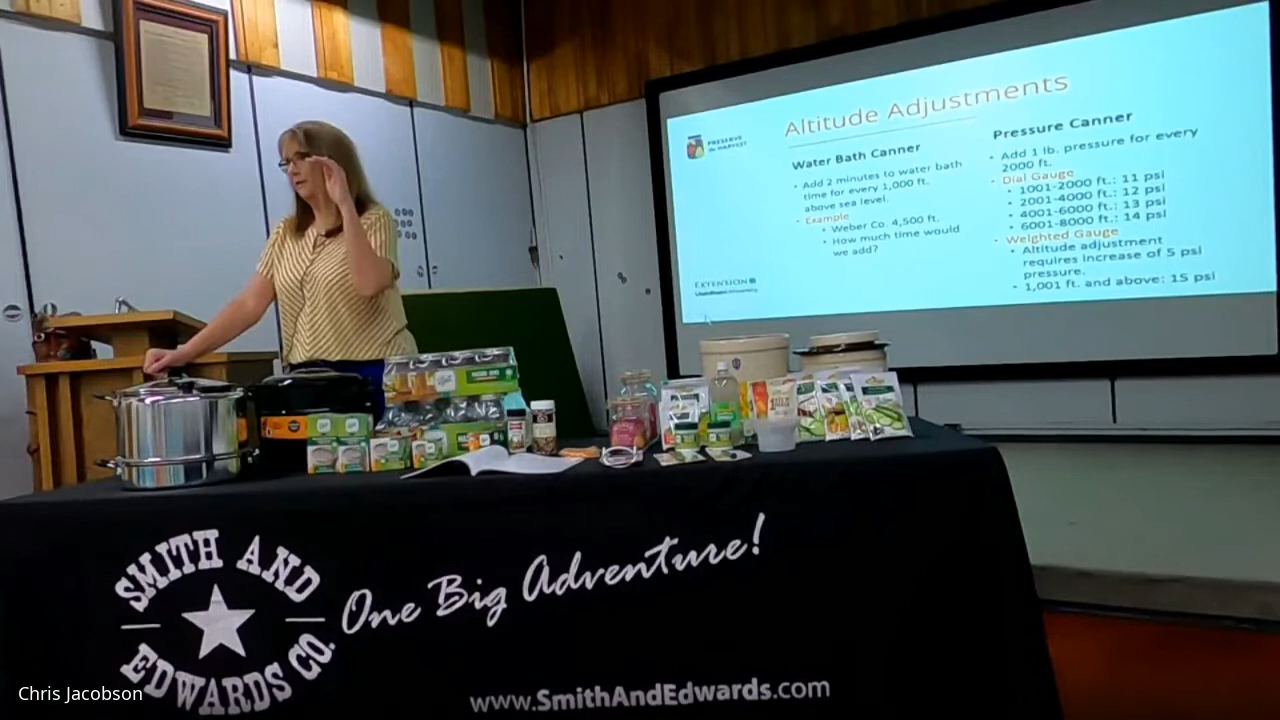 Altitude Adjustments
PRESERVE
the HARVEST
Water Bath Canner
• Add 2 minutes to water bath
time for every 1,000 ft.
above sea level.
• Example
• Weber Co. 4,500 ft.
• How much time would
we add?
Pressure Canner
• Add 1 lb. pressure for every
2000 ft.
• Dial Gauge
• 1001-2000 ft.: 11 psi
• 2001-4000 ft.: 12 psi
• 4001-6000 ft.: 13 psi
• 6001-8000 ft.: 14 psi
• Weighted Gauge
• Altitude adjustment
requires increase of 5 psi
pressure.
• 1,001 ft. and above: 15 psi
EXTENSION
UtahStateUniversity
SMITH AND
EDWARDS CO.
One Big Adventure!
www.SmithAndEdwards.com
Chris Jacobson